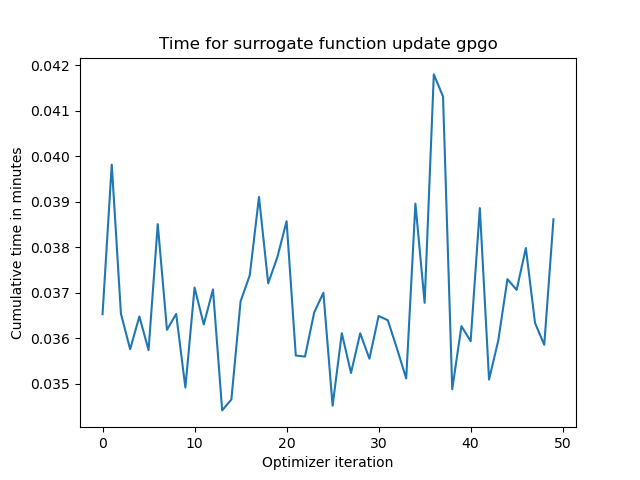 Time for surrogate function update gpgo
Cumulative time in minutes
0.042
0.041
0.040
0.039
0.038
0.037
0.036
0.035
0 10 20 30 40 50
Optimizer iteration